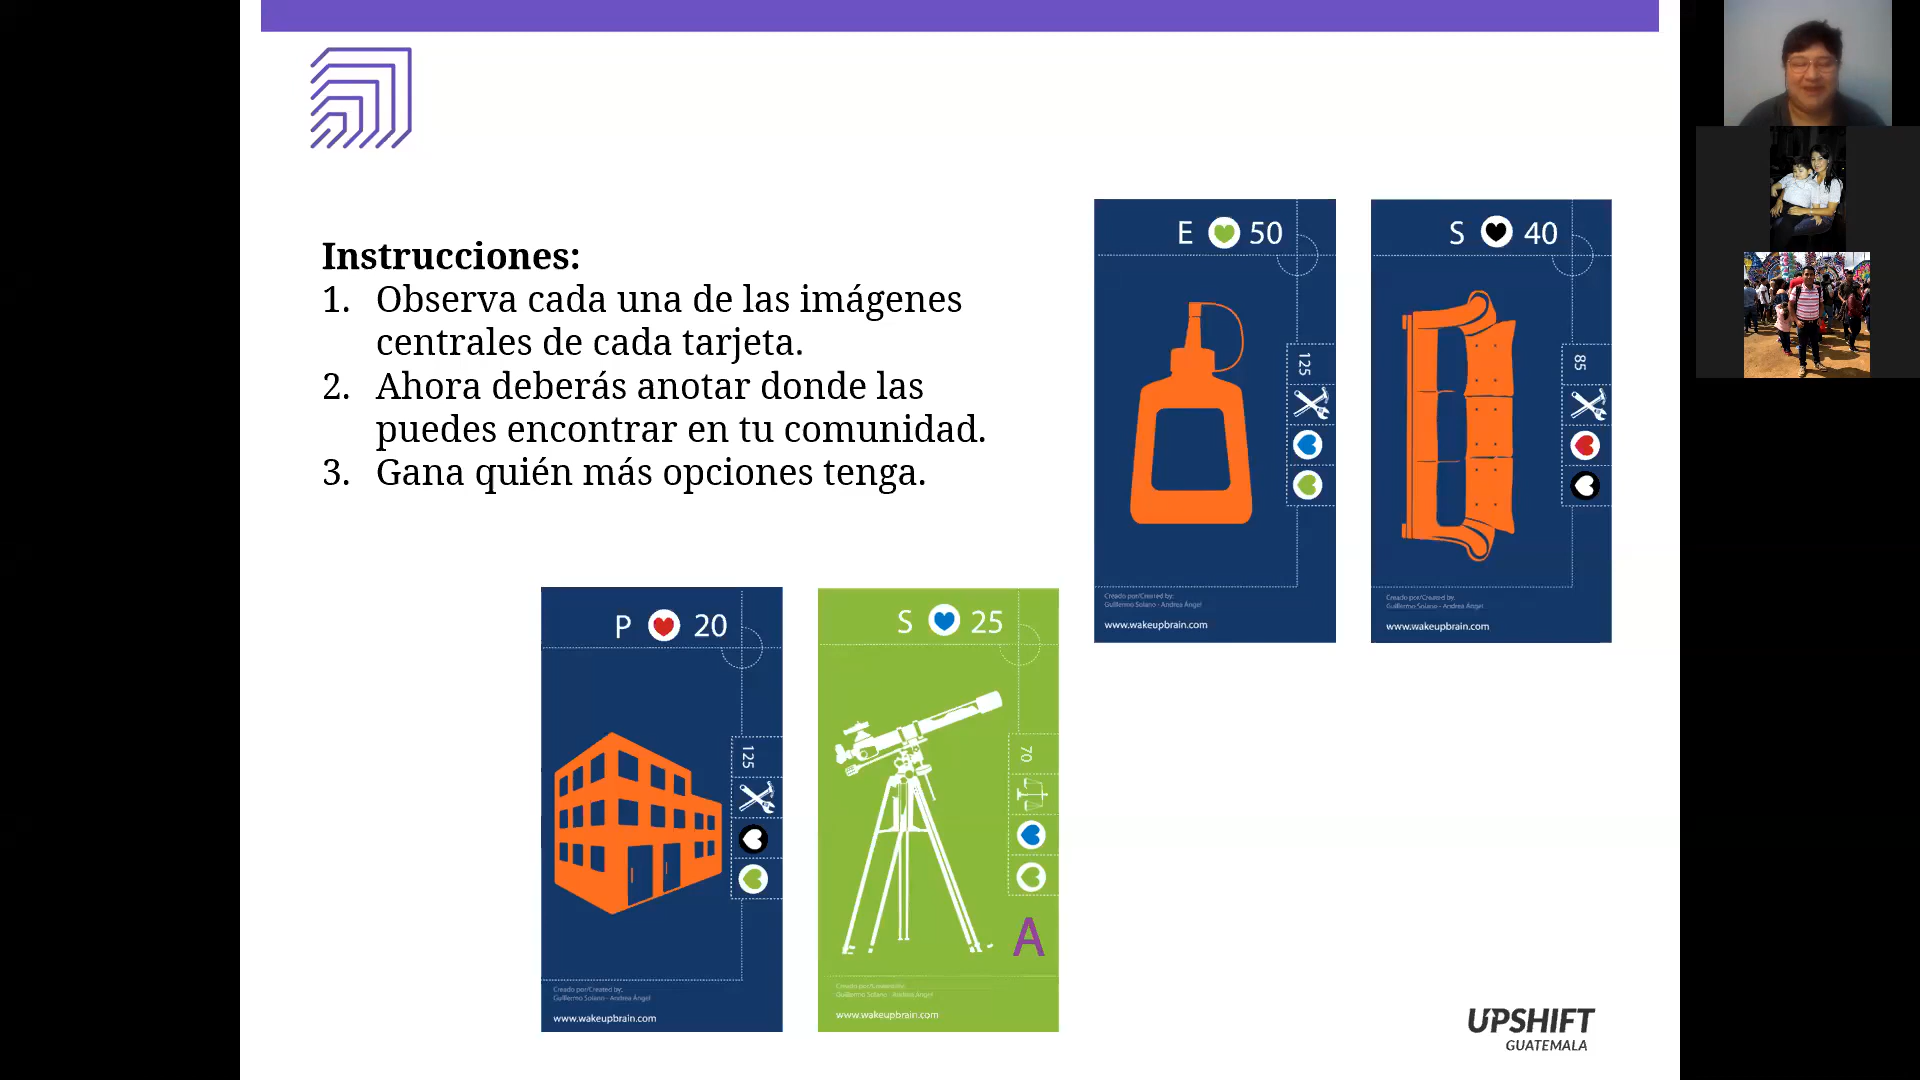 Instrucciones:
1. Observa cada una de las imágenes
centrales de cada tarjeta.
2. Ahora deberás anotar donde las
puedes encontrar en tu comunidad.
3. Gana quién más opciones tenga.
E 50
125
Creado por/Created by:
Guillermo Solano - Andrea Ángel
www.wakeupbrain.com
S 40
85
Creado por/Created by:
Guillermo Solano - Andrea Ángel
www.wakeupbrain.com
P 20
125
Creado por/Created by:
Guillermo Solano - Andrea Ángel
www.wakeupbrain.com
S 25
70
A
Creado por/Created by:
Guillermo Solano - Andrea Ángel
www.wakeupbrain.com
UPSHIFT
GUATEMALA